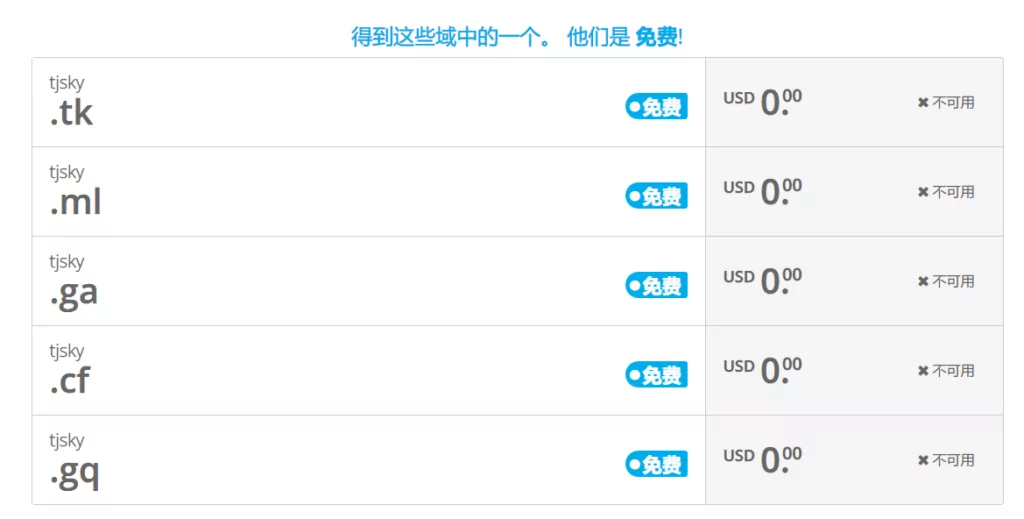 得到这些域中的一个。 他们是 免费!
tjsky
.tk
免费
USD 0.00
✖ 不可用
tjsky
.ml
免费
USD 0.00
✖ 不可用
tjsky
.ga
免费
USD 0.00
✖ 不可用
tjsky
.cf
免费
USD 0.00
✖ 不可用
tjsky
.gq
免费
USD 0.00
✖ 不可用